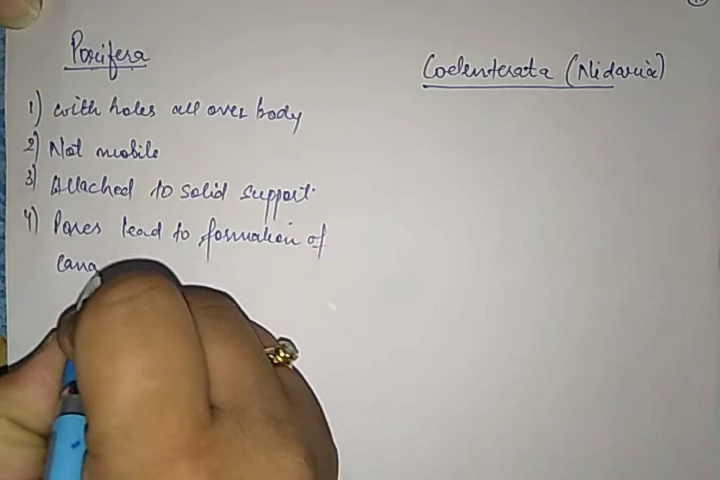 Porifera
Coelenterata (Nidaria)
1) with holes all over body
2) Not mobile
3) Attached to solid support.
4) Pores lead to formation of
cana